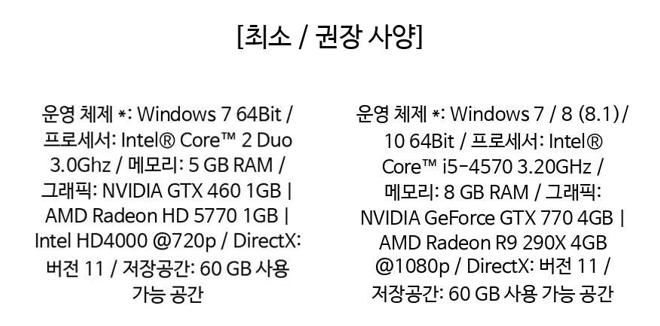 [최소 / 권장 사양]
운영 체제 *: Windows 7 64Bit /
프로세서: Intel® Core™ 2 Duo
3.0Ghz / 메모리: 5 GB RAM /
그래픽: NVIDIA GTX 460 1GB |
AMD Radeon HD 5770 1GB |
Intel HD4000 @720p / DirectX:
버전 11 / 저장공간: 60 GB 사용
가능 공간
운영 체제 *: Windows 7 / 8 (8.1)/
10 64Bit / 프로세서: Intel®
Core™ i5-4570 3.20GHz /
메모리: 8 GB RAM / 그래픽:
NVIDIA GeForce GTX 770 4GB |
AMD Radeon R9 290X 4GB
@1080p / DirectX: 버전 11 /
저장공간: 60 GB 사용 가능 공간